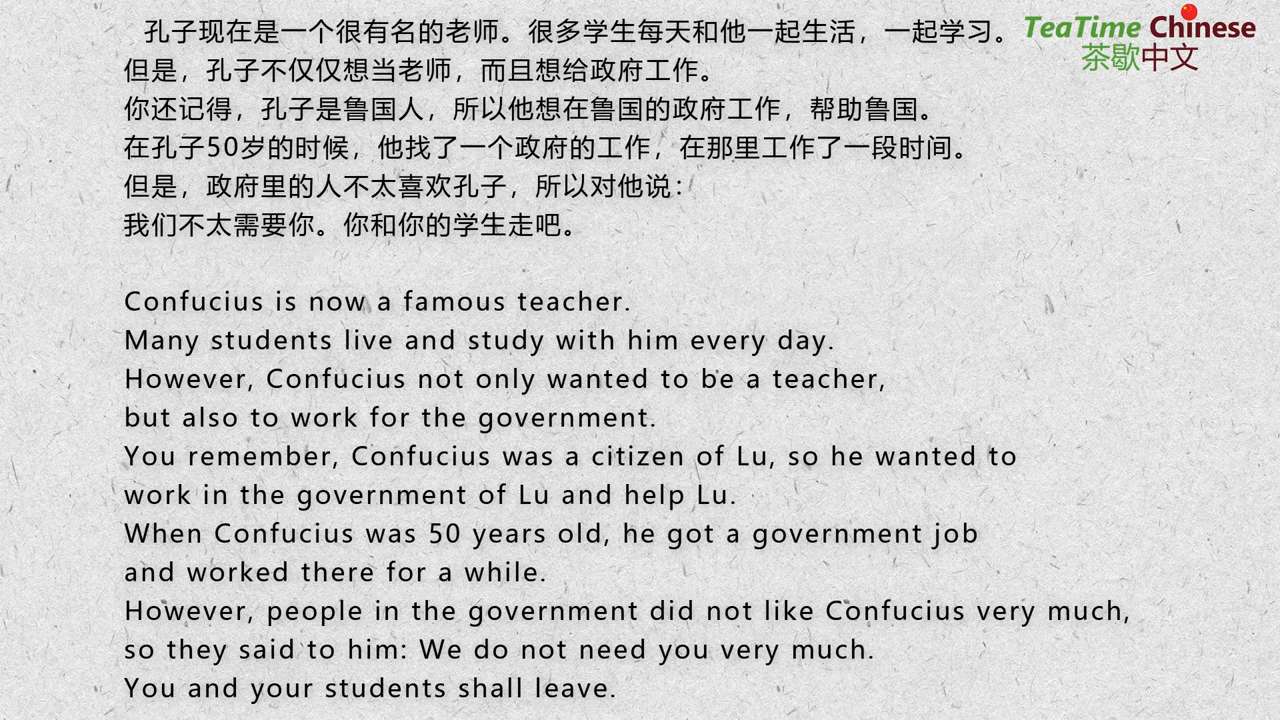 孔子现在是一个很有名的老师。很多学生每天和他一起生活，一起学习。
TeaTime Chinese
茶歇中文
但是，孔子不仅仅想当老师，而且想给政府工作。
你还记得，孔子是鲁国人，所以他想在鲁国的政府工作，帮助鲁国。
在孔子50岁的时候，他找了一个政府的工作，在那里工作了一段时间。
但是，政府里的人不太喜欢孔子，所以对他说：
我们不太需要你。你和你的学生走吧。
Confucius is now a famous teacher.
Many students live and study with him every day.
However, Confucius not only wanted to be a teacher,
but also to work for the government.
You remember, Confucius was a citizen of Lu, so he wanted to
work in the government of Lu and help Lu.
When Confucius was 50 years old, he got a government job
and worked there for a while.
However, people in the government did not like Confucius very much,
so they said to him: We do not need you very much.
You and your students shall leave.